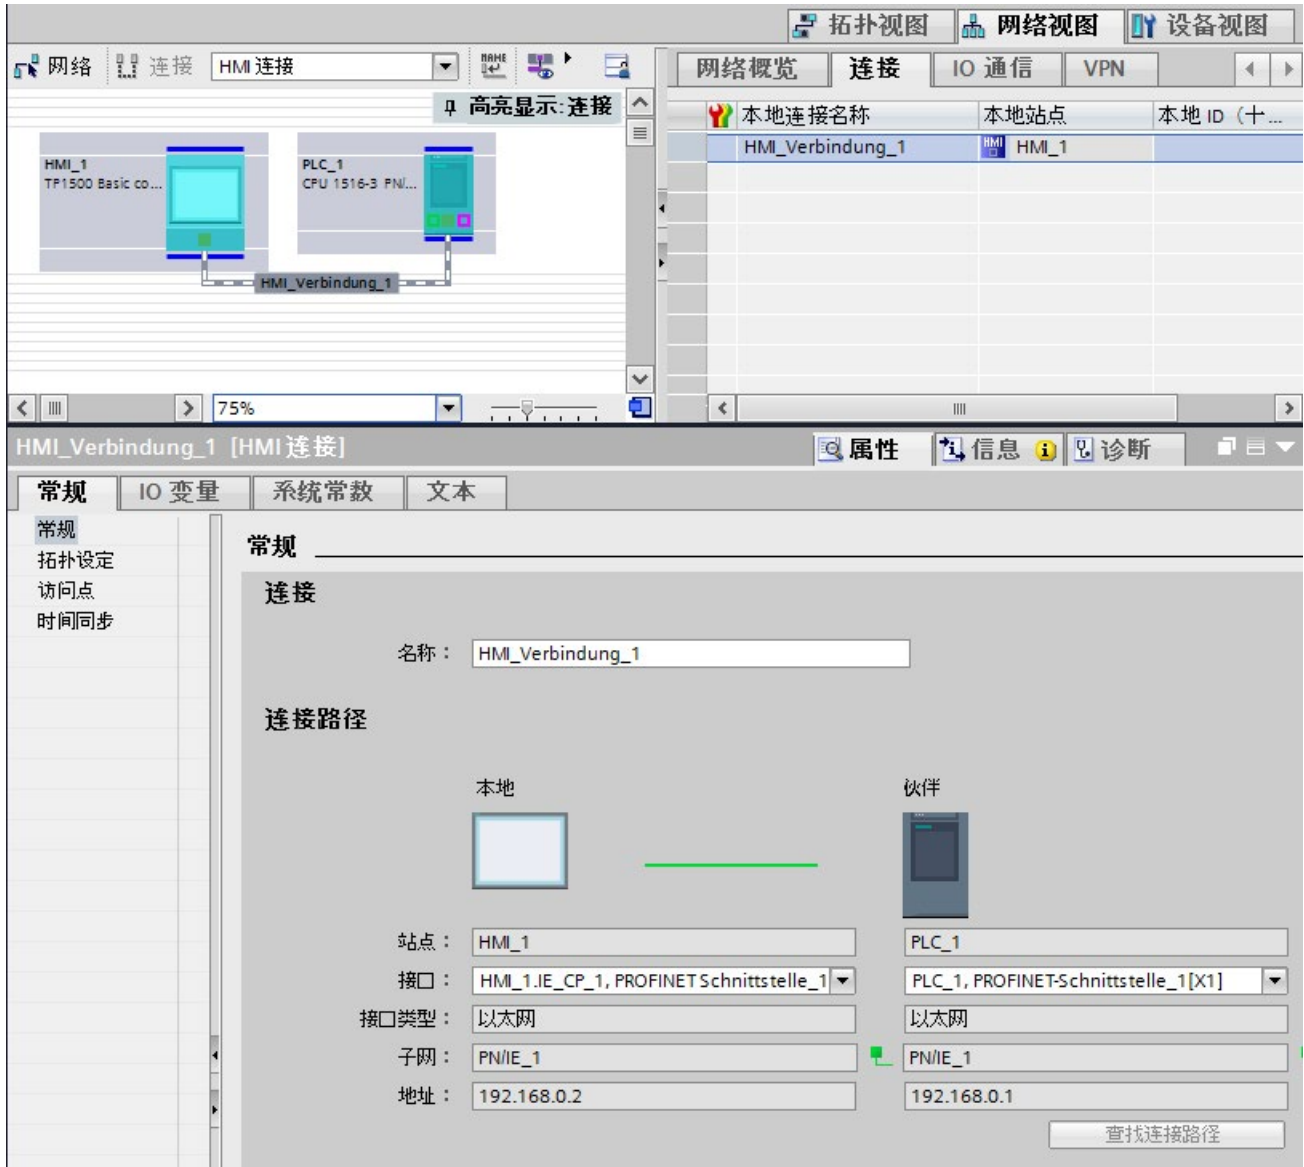 拓扑视图 网络视图 设备视图
网络 连接 HMI 连接
网络概览 连接 IO 通信 VPN
高亮显示:连接
本地连接名称 本地站点 本地 ID（十...
HMI_Verbindung_1 HMI_1
HMI_1
TP1500 Basic co...
PLC_1
CPU 1516-3 PN/...
HMI_Verbindung_1
75%
HMI_Verbindung_1 [HMI 连接]
属性 信息 诊断
常规 IO 变量 系统常数 文本
常规
拓扑设定
访问点
时间同步
常规
连接
名称： HMI_Verbindung_1
连接路径
本地 伙伴
站点： HMI_1 PLC_1
接口： HMI_1.IE_CP_1, PROFINET Schnittstelle_1 PLC_1, PROFINET-Schnittstelle_1[X1]
接口类型： 以太网 以太网
子网： PN/IE_1 PN/IE_1
地址： 192.168.0.2 192.168.0.1
查找连接路径